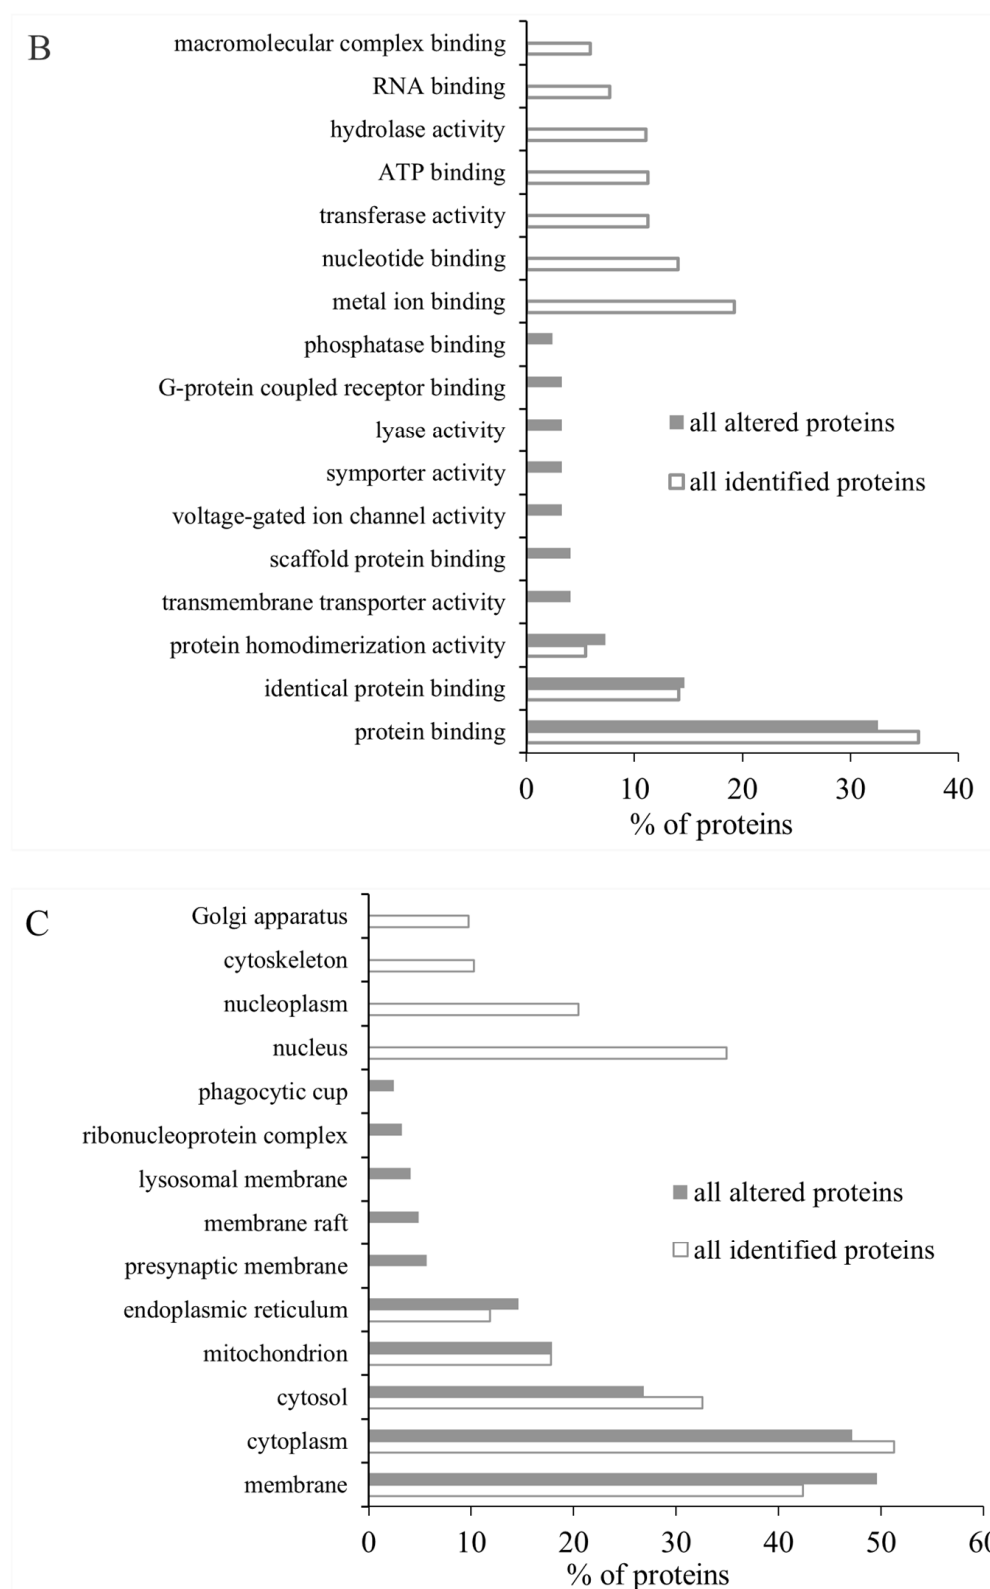 B
macromolecular complex binding
RNA binding
hydrolase activity
ATP binding
transferase activity
nucleotide binding
metal ion binding
phosphatase binding
G-protein coupled receptor binding
lyase activity
symporter activity
voltage-gated ion channel activity
scaffold protein binding
transmembrane transporter activity
protein homodimerization activity
identical protein binding
protein binding
all altered proteins
all identified proteins
0 10 20 30 40
% of proteins
C
Golgi apparatus
cytoskeleton
nucleoplasm
nucleus
phagocytic cup
ribonucleoprotein complex
lysosomal membrane
membrane raft
presynaptic membrane
endoplasmic reticulum
mitochondrion
cytosol
cytoplasm
membrane
all altered proteins
all identified proteins
0 10 20 30 40 50 60
% of proteins